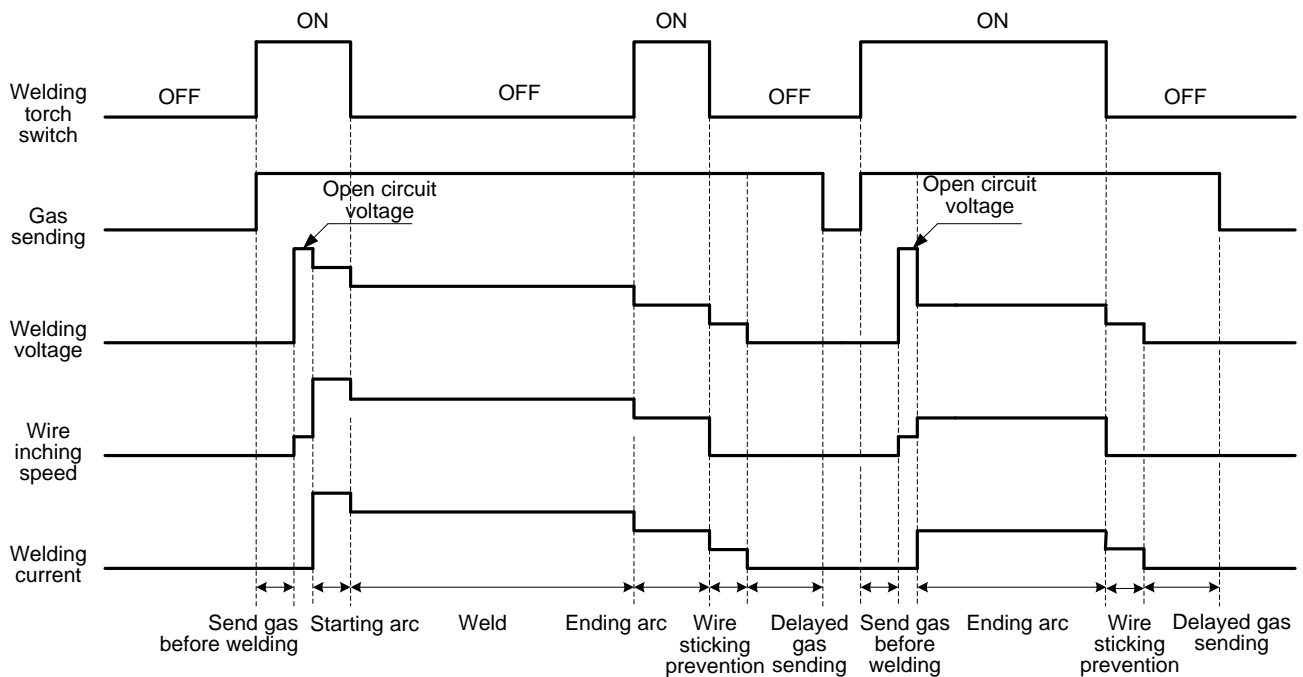 ON
ON
ON
Welding
torch
switch
OFF
OFF
OFF
OFF
Gas
sending
Open circuit
voltage
Open circuit
voltage
Welding
voltage
Wire
inching
speed
Welding
current
Send gas
before welding
Starting arc
Weld
Ending arc
Wire
sticking
prevention
Delayed
gas
sending
Send gas
before
welding
Ending arc
Wire
sticking
prevention
Delayed gas
sending